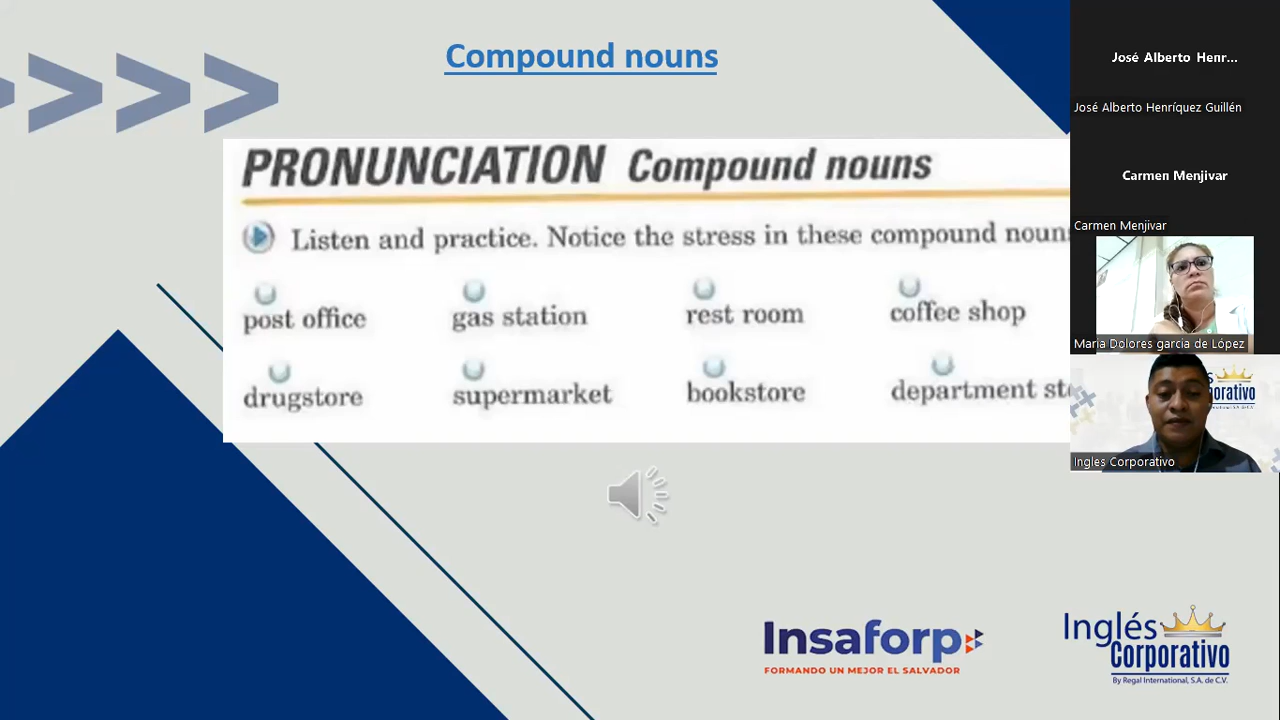 Compound nouns
PRONUNCIATION Compound nouns
Listen and practice. Notice the stress in these compound noun
post office gas station rest room coffee shop
drugstore supermarket bookstore department st
José Alberto Henr...
José Alberto Henríquez Guillén
Carmen Menjivar
Carmen Menjivar
Maria Dolores garcia de López
orativo
Ingles Corporativo
Insaforp
FORMANDO UN MEJOR EL SALVADOR
Inglés
Corporativo
By Regal International, S.A. de C.V.